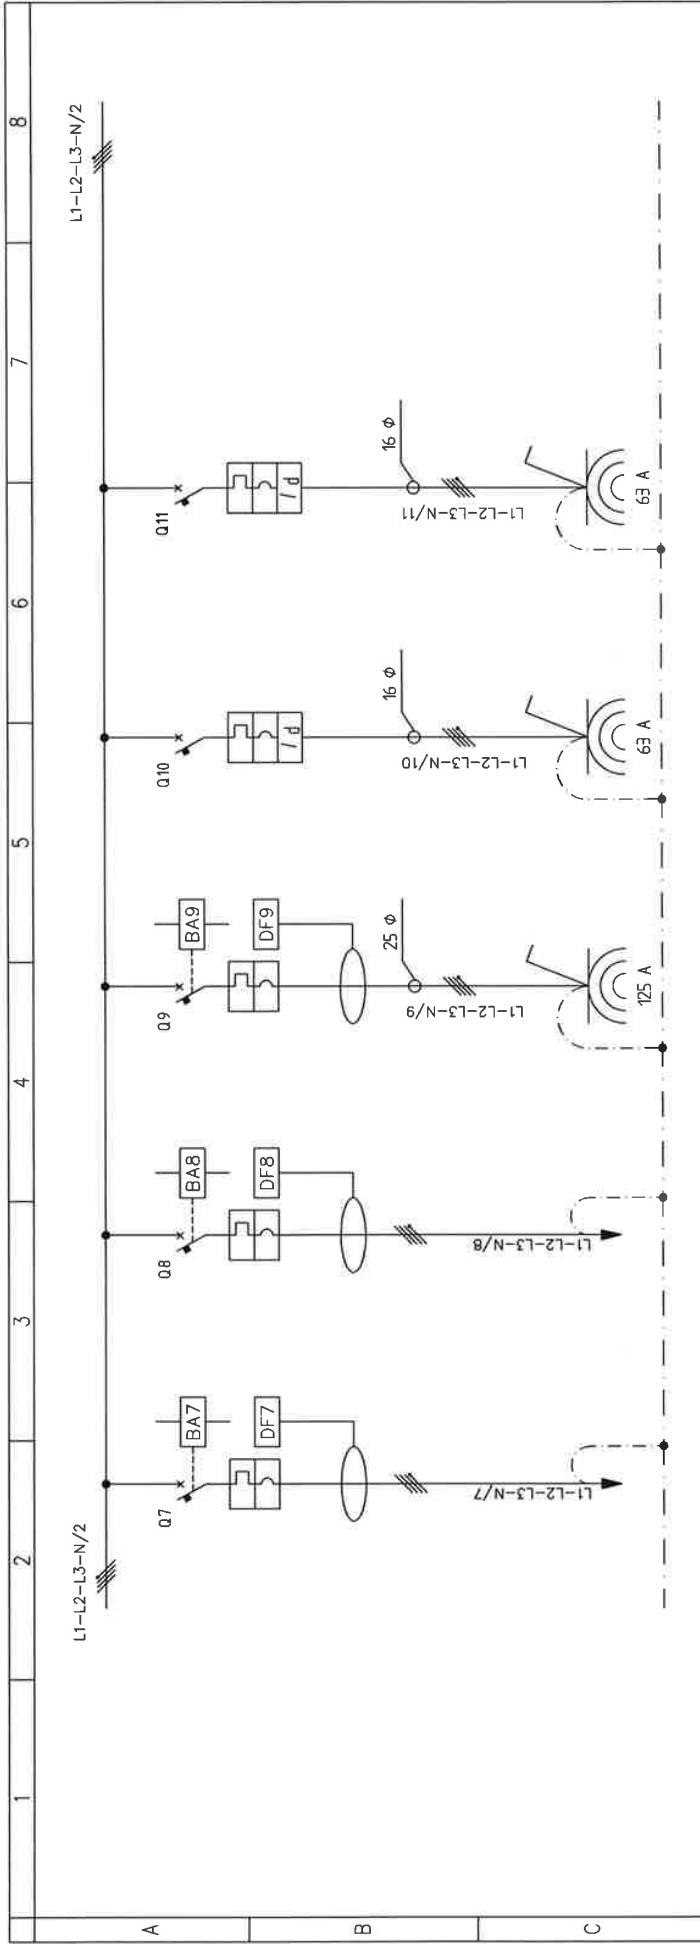 1 2 3 4 5 6 7 8
A
B
C
L1-L2-L3-N/2
L1-L2-L3-N/2
Q7
BA7
DF7
L1-L2-L3-N/7
Q8
BA8
DF8
L1-L2-L3-N/8
Q9
BA9
DF9
25 Φ
L1-L2-L3-N/9
125 A
Q10
I d
16 Φ
L1-L2-L3-N/10
63 A
Q11
I d
16 Φ
L1-L2-L3-N/11
63 A